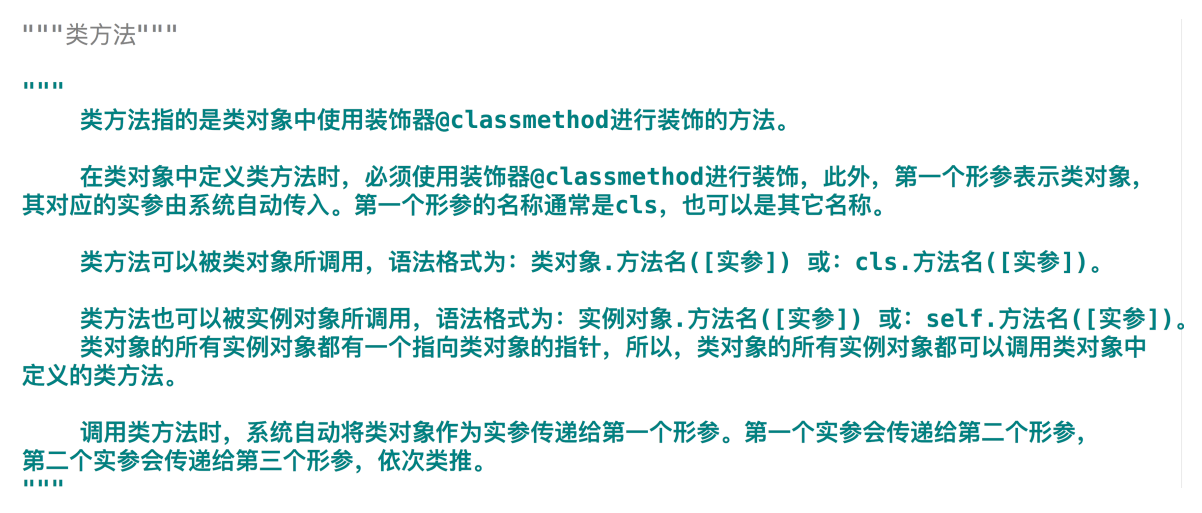 """类方法"""
"""
类方法指的是类对象中使用装饰器@classmethod进行装饰的方法。
在类对象中定义类方法时，必须使用装饰器@classmethod进行装饰，此外，第一个形参表示类对象，
其对应的实参由系统自动传入。第一个形参的名称通常是cls，也可以是其它名称。
类方法可以被类对象所调用，语法格式为：类对象.方法名([实参]) 或：cls.方法名([实参])。
类方法也可以被实例对象所调用，语法格式为：实例对象.方法名([实参]) 或：self.方法名([实参])。
类对象的所有实例对象都有一个指向类对象的指针，所以，类对象的所有实例对象都可以调用类对象中
定义的类方法。
调用类方法时，系统自动将类对象作为实参传递给第一个形参。第一个实参会传递给第二个形参，
第二个实参会传递给第三个形参，依次类推。
"""